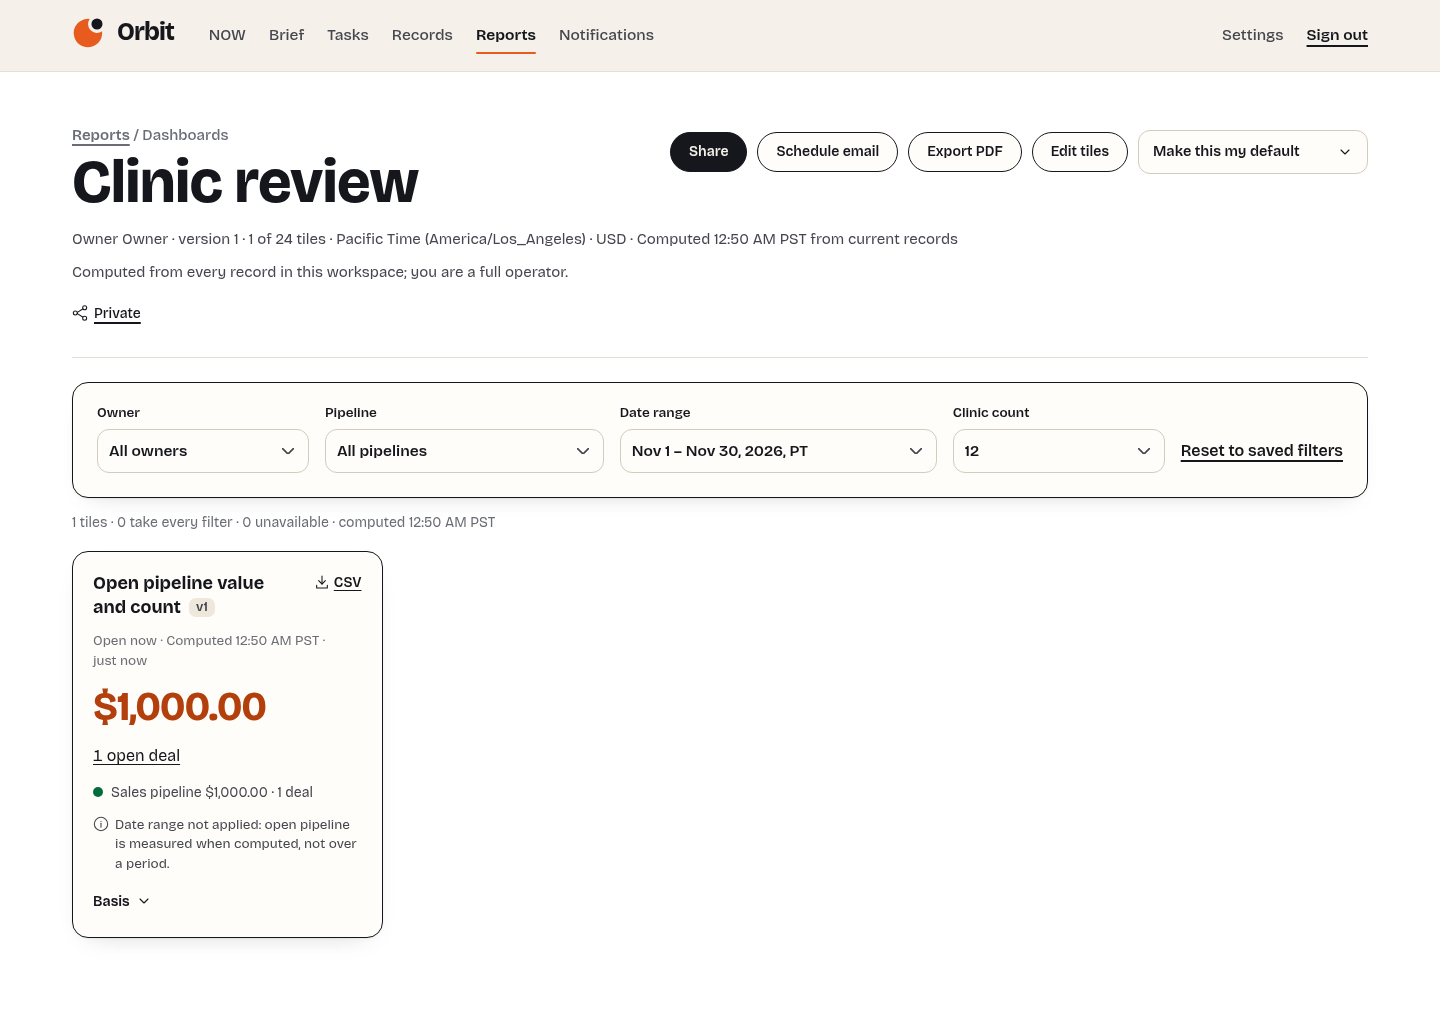 Orbit
NOW
Brief
Tasks
Records
Reports
Notifications
Settings
Sign out
Reports / Dashboards
Clinic review
Share
Schedule email
Export PDF
Edit tiles
Make this my default
Owner Owner · version 1 · 1 of 24 tiles · Pacific Time (America/Los_Angeles) · USD · Computed 12:50 AM PST from current records
Computed from every record in this workspace; you are a full operator.
Private
Owner
All owners
Pipeline
All pipelines
Date range
Nov 1 – Nov 30, 2026, PT
Clinic count
12
Reset to saved filters
1 tiles · 0 take every filter · 0 unavailable · computed 12:50 AM PST
Open pipeline value
and count v1
CSV
Open now · Computed 12:50 AM PST ·
just now
$1,000.00
1 open deal
Sales pipeline $1,000.00 · 1 deal
Date range not applied: open pipeline
is measured when computed, not over
a period.
Basis